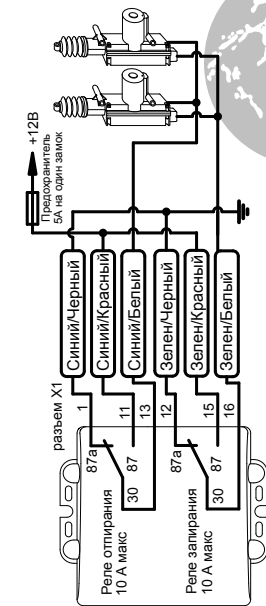 +12В
Предохранитель
5А на один замок
Синий/Черный
Синий/Красный
Синий/Белый
Зелен/Черный
Зелен/Красный
Зелен/Белый
разъем X1
1
11
13
12
15
16
87а
87
30
87а
87
30
Реле отпирания
10 А макс
Реле запирания
10 А макс